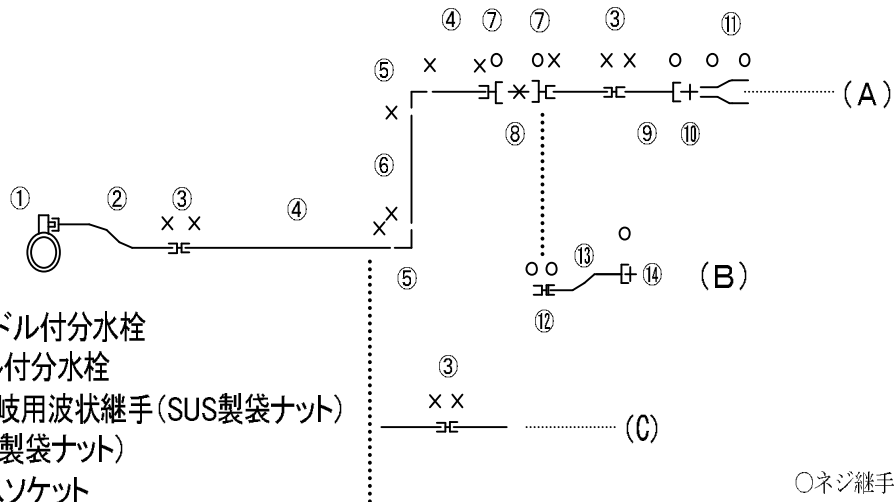 ④ ⑦ ⑦ ③ ⑪
⑤
(A)
⑧ ⑨ ⑩
⑥
① ② ③ ④
⑬
⑭ (B)
⑤
⑫
③
(C)
ドル付分水栓
付分水栓
岐用波状継手(SUS製袋ナット)
製袋ナット)
ソケット
○ネジ継手